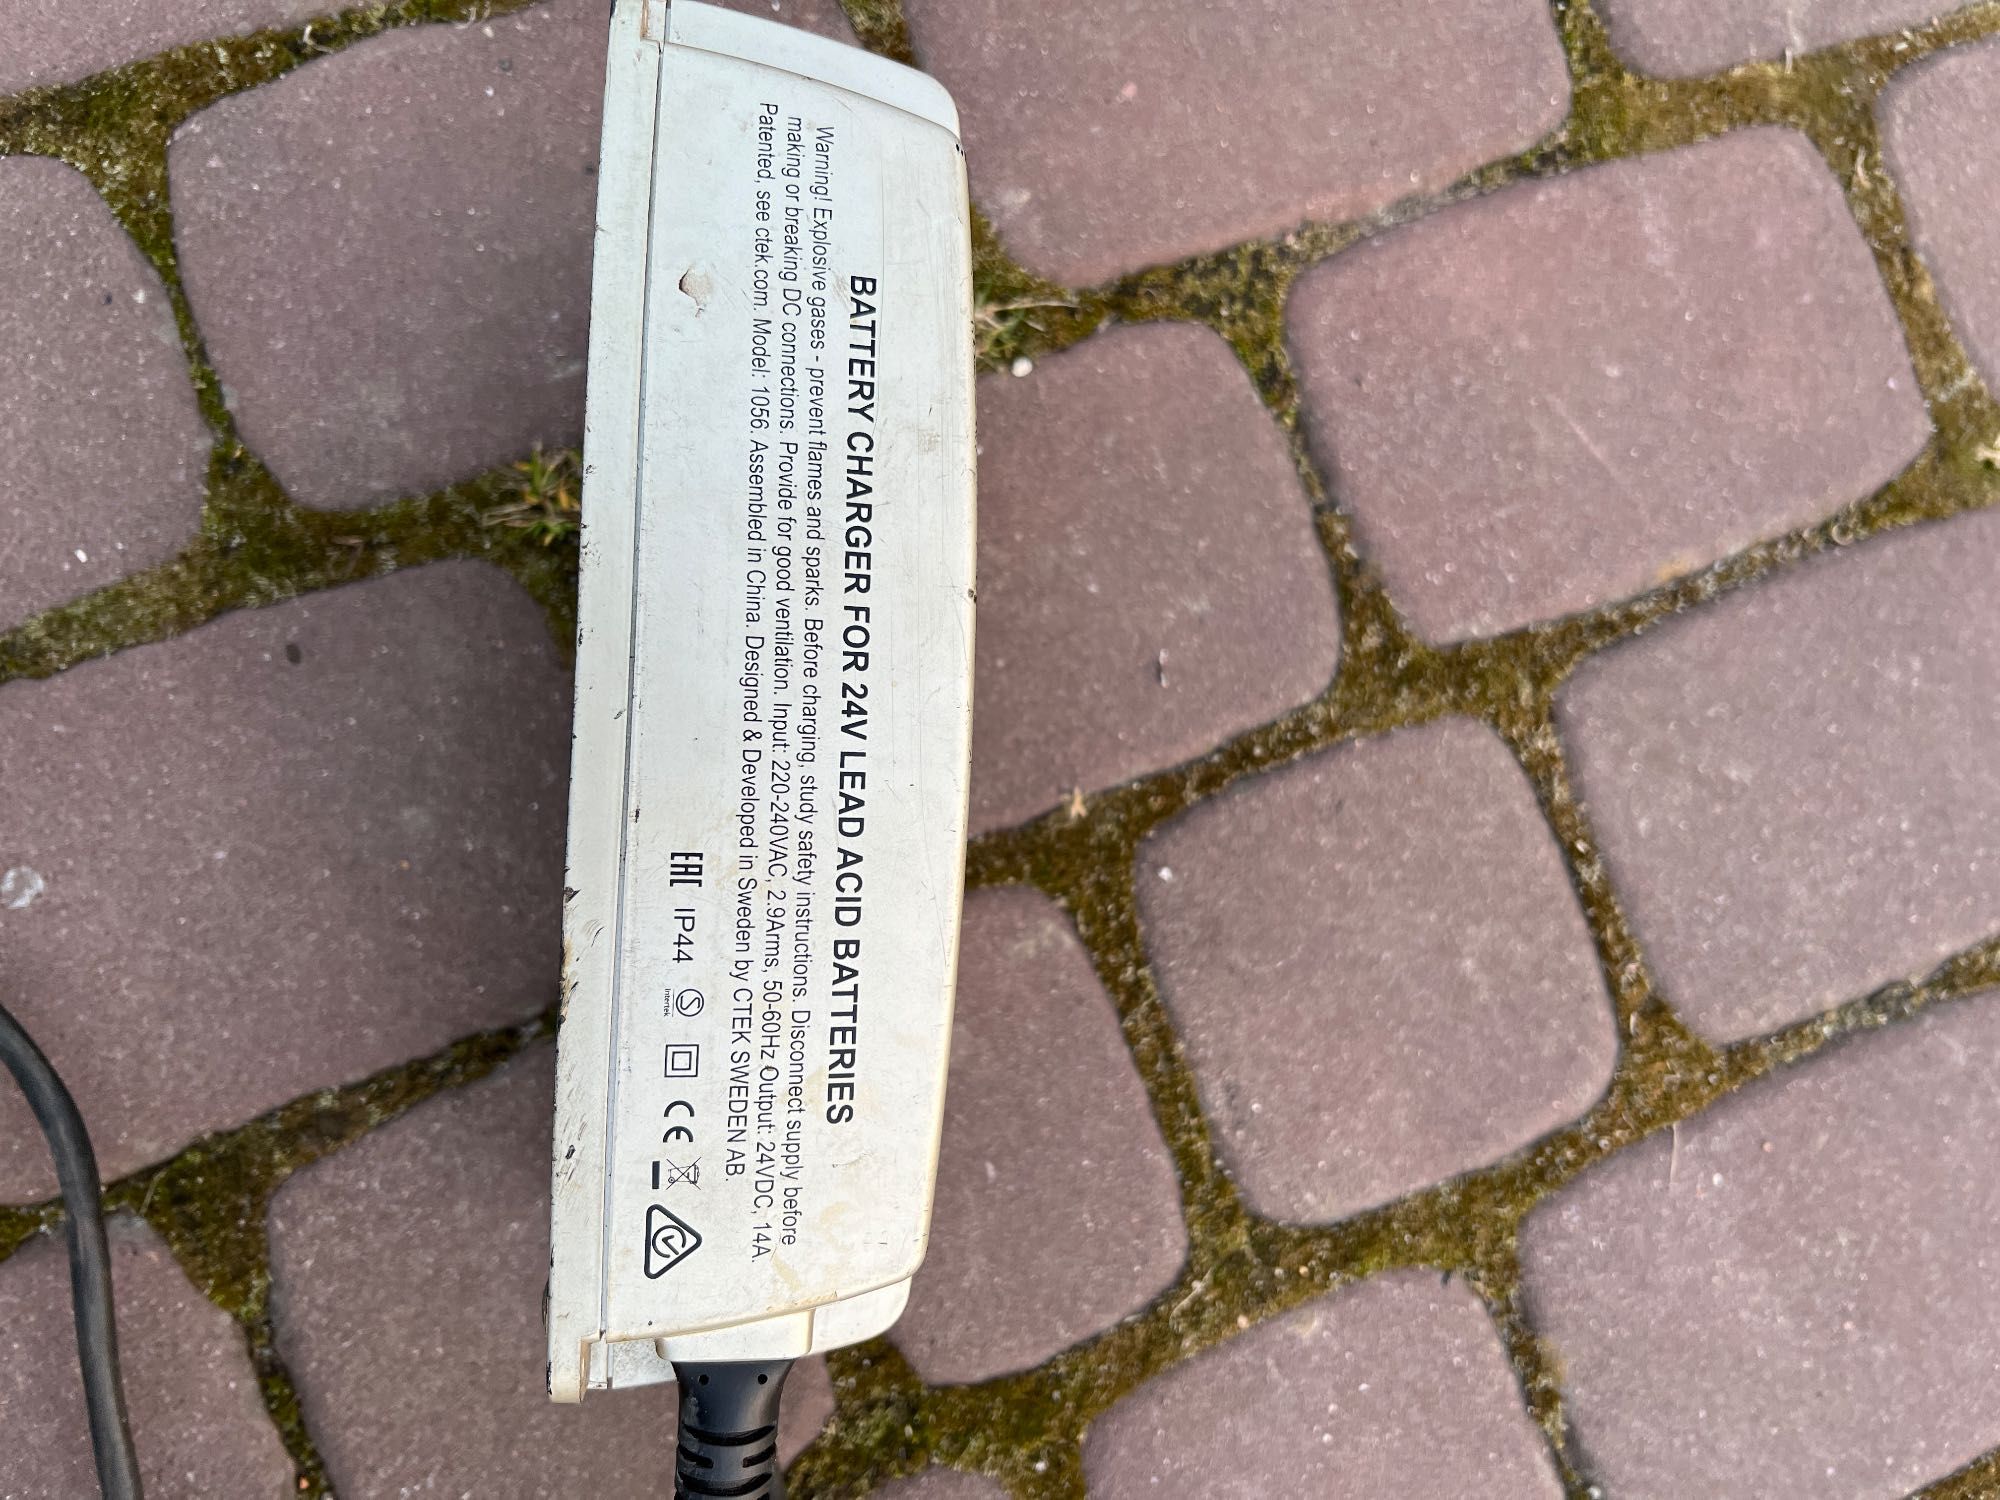 BATTERY CHARGER FOR 24V LEAD ACID BATTERIES
Warning! Explosive gases - prevent flames and sparks. Before charging, study safety instructions. Disconnect supply before
making or breaking DC connections. Provide for good ventilation. Input: 220-240VAC, 2.9Arms, 50-60Hz Output: 24VDC, 14A.
Patented, see ctek.com. Model: 1056. Assembled in China. Designed & Developed in Sweden by CTEK SWEDEN AB.
EAC IP44 S CE
Intertek